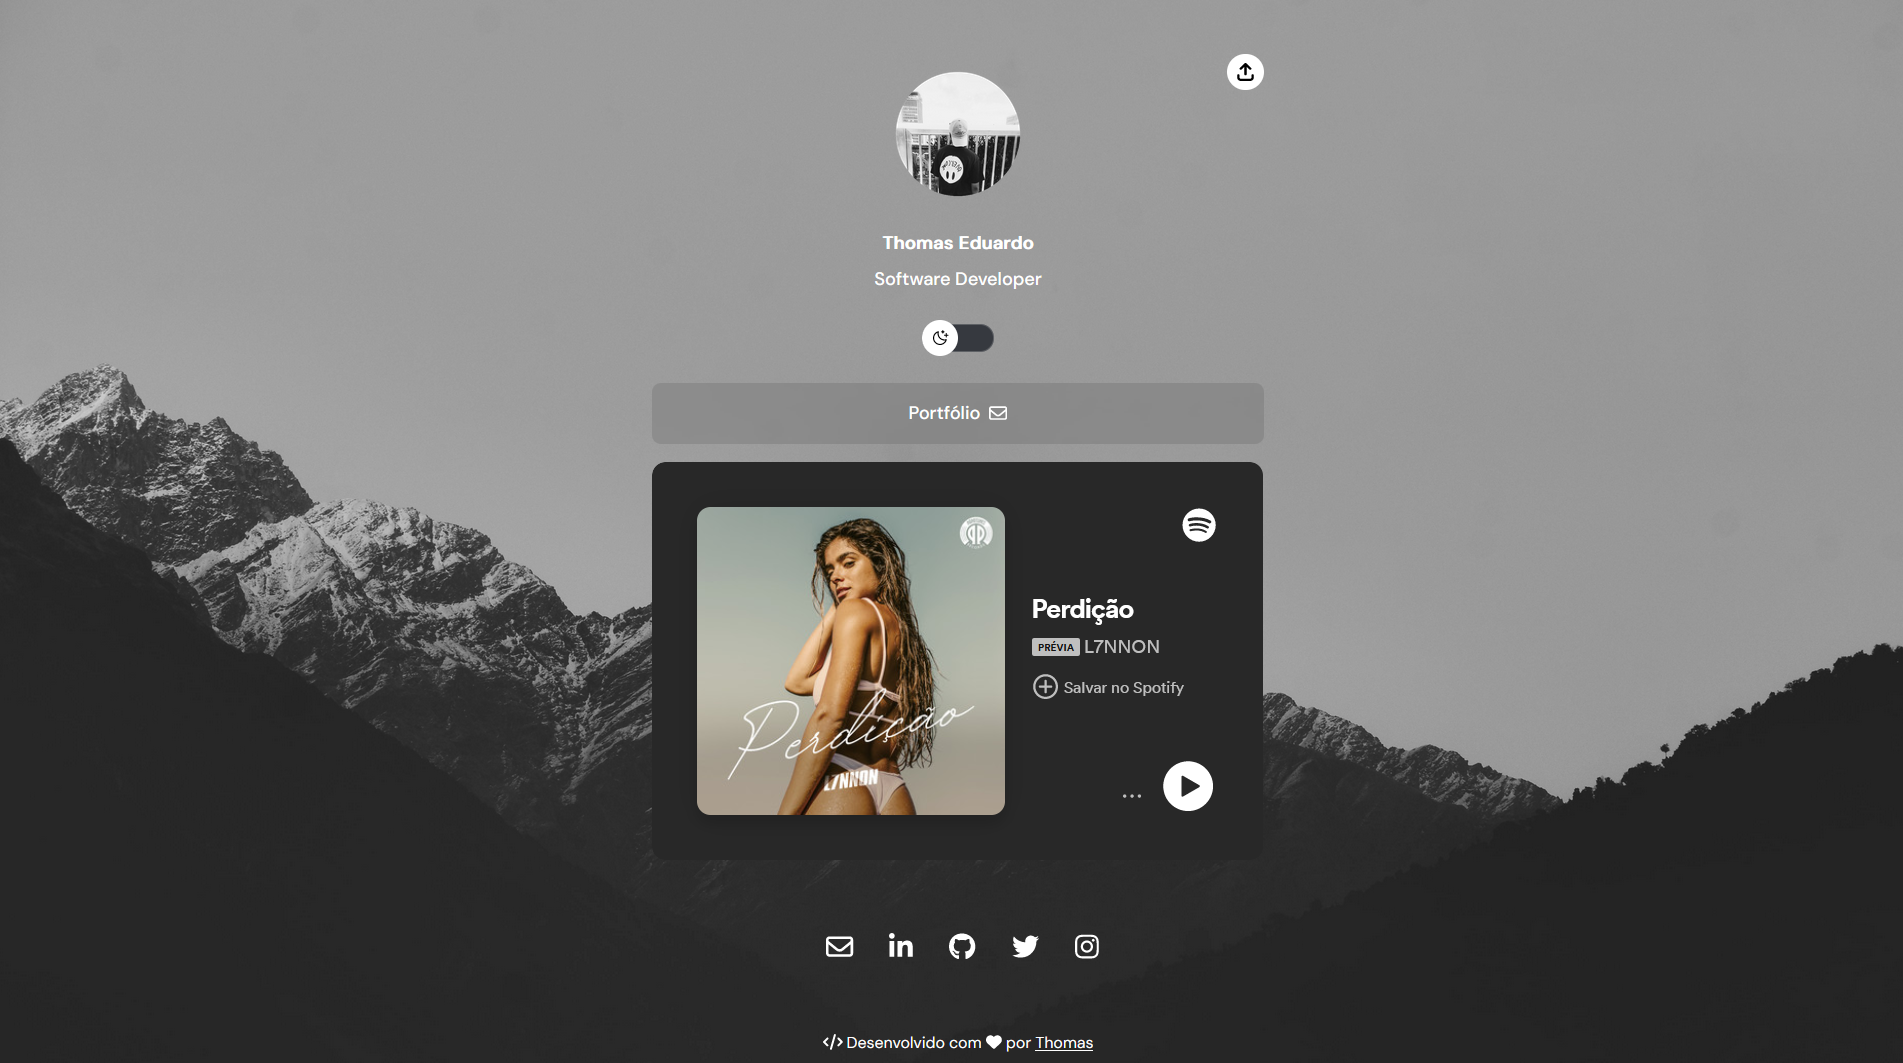 Thomas Eduardo
Software Developer
Portfólio
Perdição
L7NNON
Perdição
PRÉVIA L7NNON
Salvar no Spotify
</> Desenvolvido com ♥ por Thomas